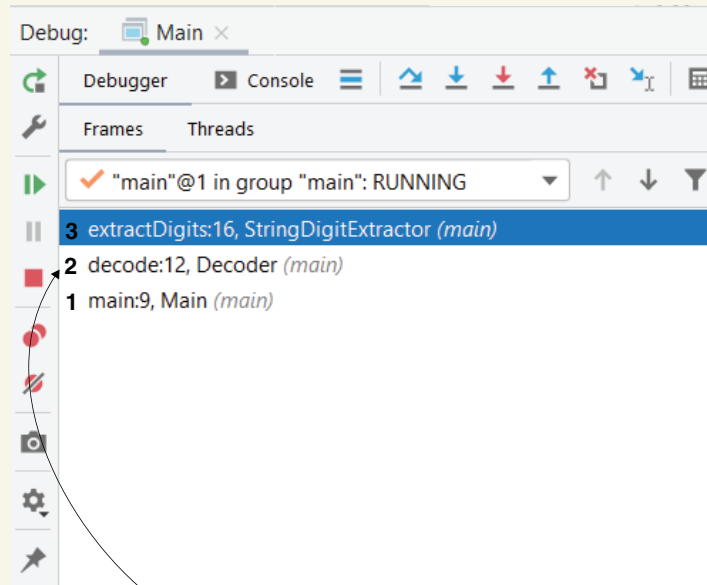 Debug: Main
Debugger Console
Frames Threads
"main"@1 in group "main": RUNNING
3 extractDigits:16, StringDigitExtractor (main)
2 decode:12, Decoder (main)
1 main:9, Main (main)